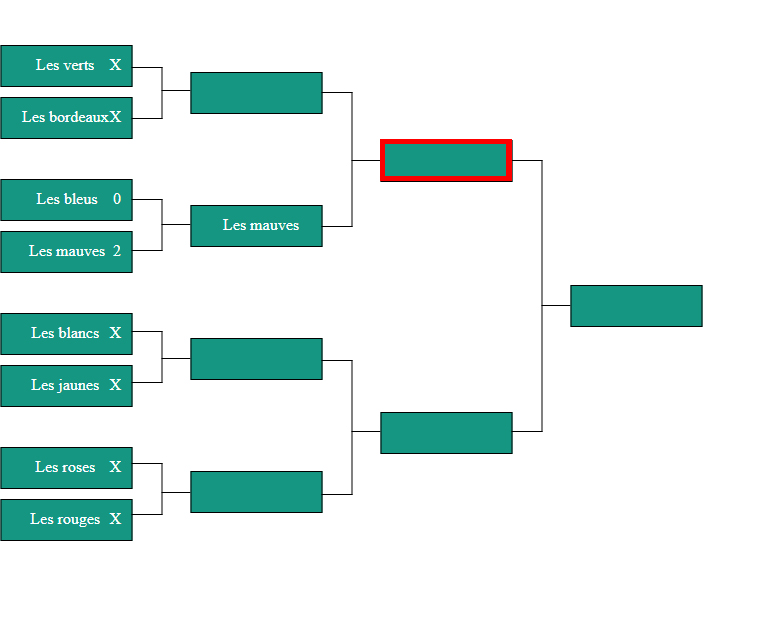 Les verts X
Les bordeauxX
Les bleus 0
Les mauves
Les mauves 2
Les blancs X
Les jaunes X
Les roses X
Les rouges X